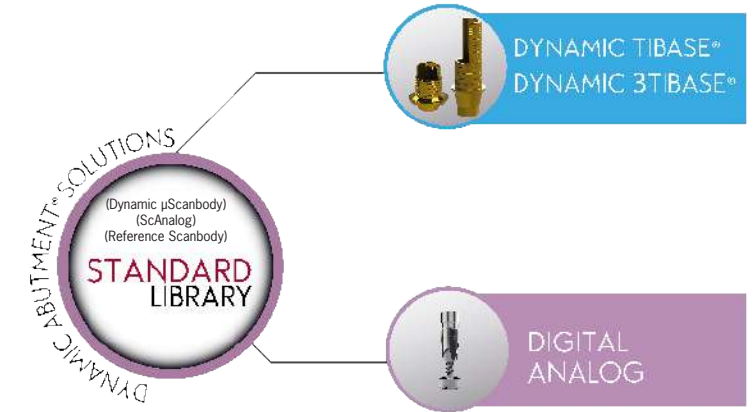 DYNAMIC ABUTMENT® SOLUTIONS
(Dynamic µScanbody)
(ScAnalog)
(Reference Scanbody)
STANDARD
LIBRARY
DYNAMIC TIBASE®
DYNAMIC 3TIBASE®
DIGITAL
ANALOG